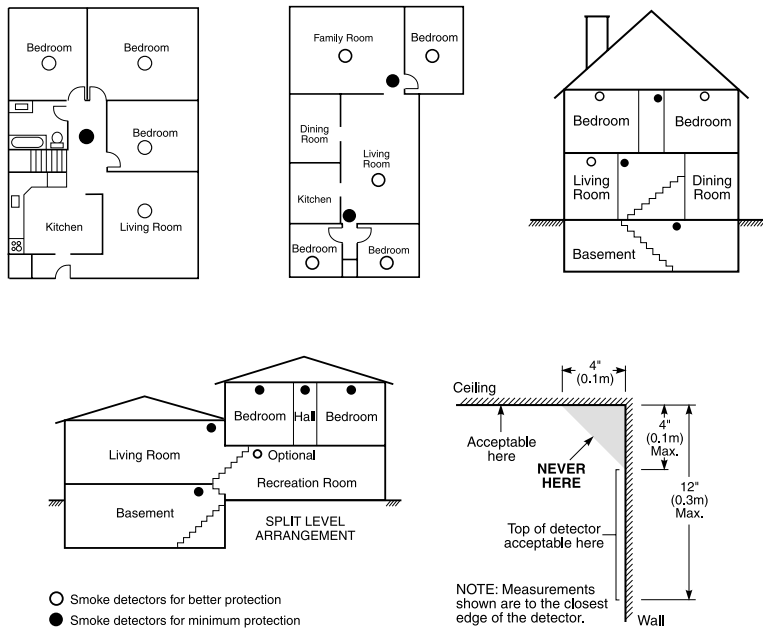 Bedroom
Bedroom
Bedroom
Kitchen
Living Room
Family Room
Bedroom
Dining
Room
Living
Room
Kitchen
Bedroom
Bedroom
Bedroom
Bedroom
Living
Room
Dining
Room
Basement
Bedroom
Hall
Bedroom
Living Room
Optional
Recreation Room
Basement
SPLIT LEVEL
ARRANGEMENT
Smoke detectors for better protection
Smoke detectors for minimum protection
4"
(0.1m)
Ceiling
Acceptable
here
NEVER
HERE
4"
(0.1m)
Max.
12"
(0.3m)
Max.
Top of detector
acceptable here
NOTE: Measurements
shown are to the closest
edge of the detector.
Wall